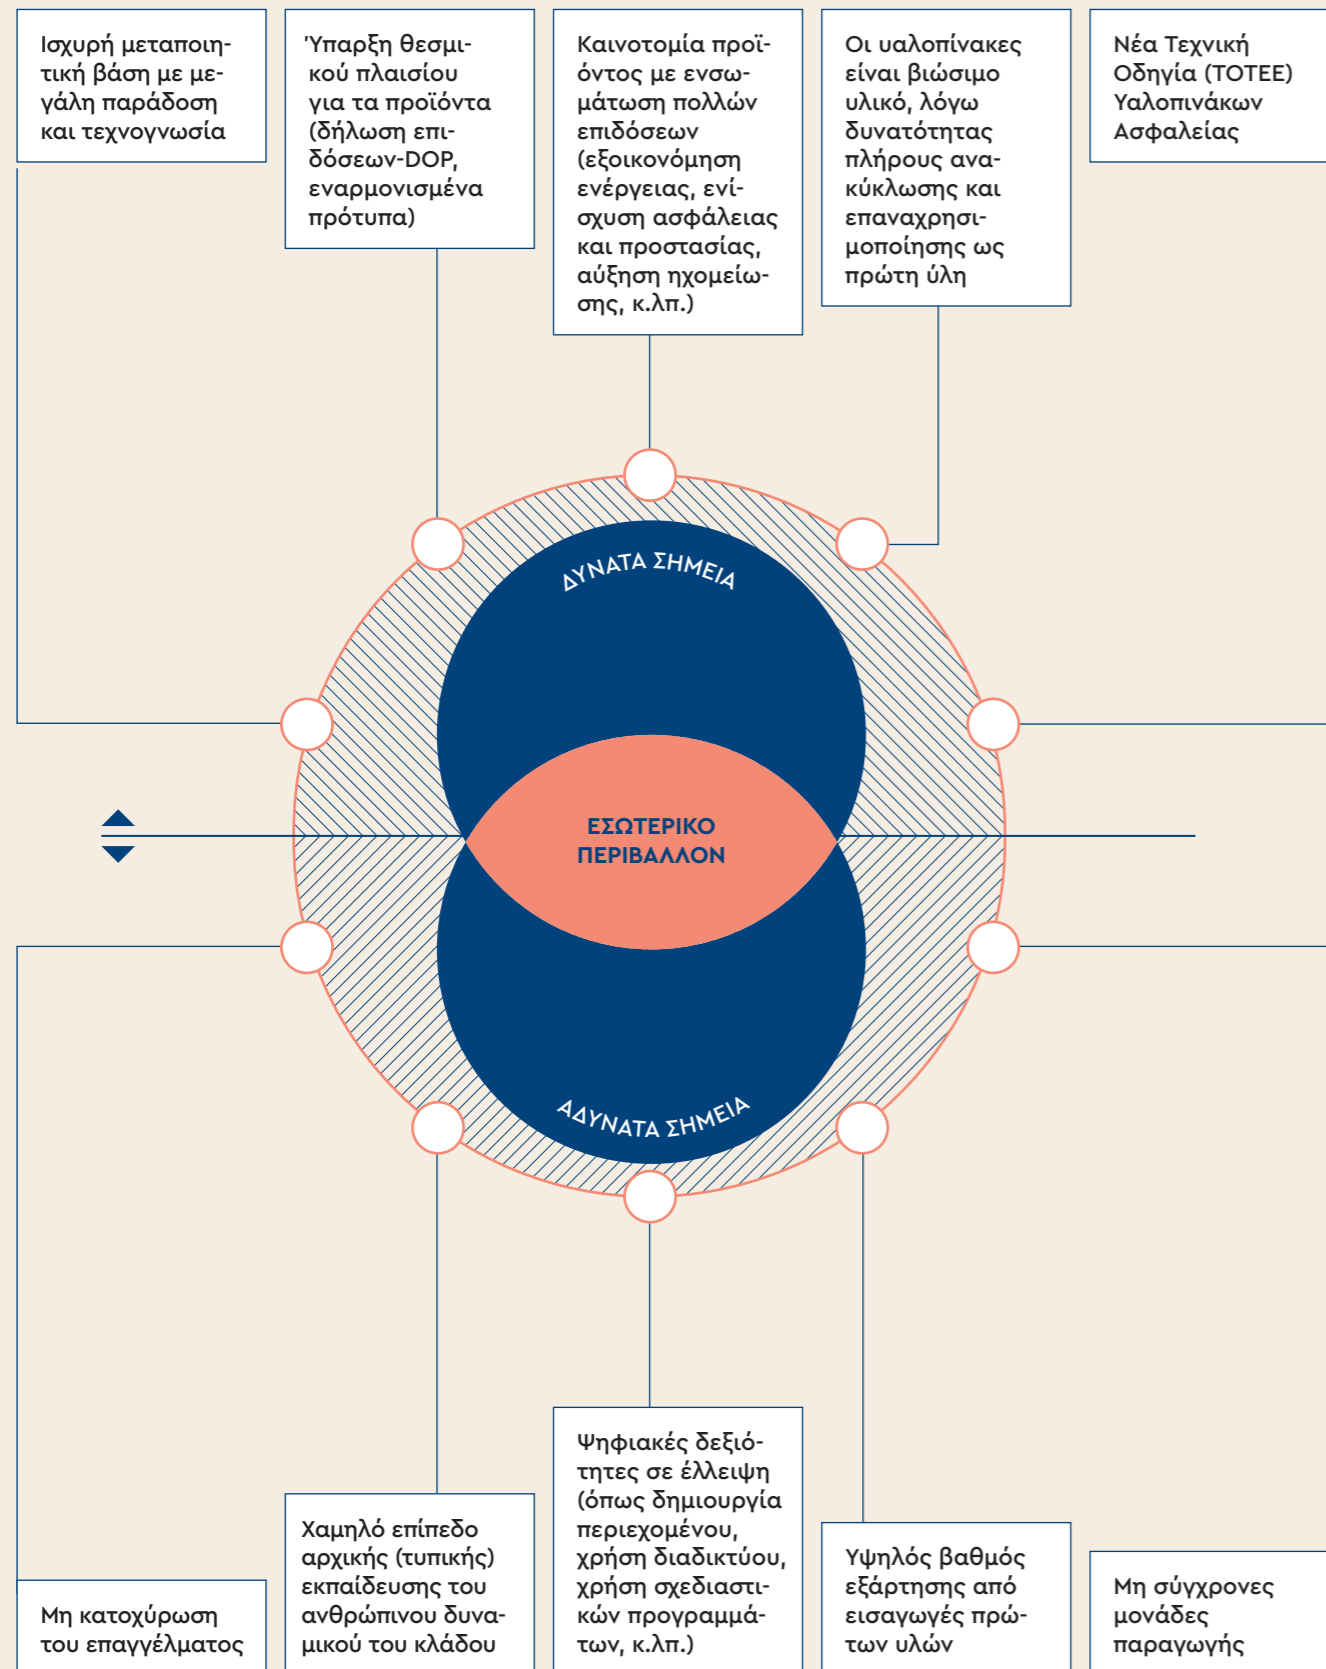 Ισχυρή μεταποιη-
τική βάση με με-
γάλη παράδοση
και τεχνογνωσία
Ύπαρξη θεσμι-
κού πλαισίου
για τα προϊόντα
(δήλωση επι-
δόσεων-DOP,
εναρμονισμένα
πρότυπα)
Καινοτομία προϊ-
όντος με ενσω-
μάτωση πολλών
επιδόσεων
(εξοικονόμηση
ενέργειας, ενί-
σχυση ασφάλειας
και προστασίας,
αύξηση ηχομείω-
σης, κ.λπ.)
Οι υαλοπίνακες
είναι βιώσιμο
υλικό, λόγω
δυνατότητας
πλήρους ανα-
κύκλωσης και
επαναχρησι-
μοποίησης ως
πρώτη ύλη
Νέα Τεχνική
Οδηγία (ΤΟΤΕΕ)
Υαλοπινάκων
Ασφαλείας
ΔΥΝΑΤΑ ΣΗΜΕΙΑ
ΕΣΩΤΕΡΙΚΟ
ΠΕΡΙΒΑΛΛΟΝ
ΑΔΥΝΑΤΑ ΣΗΜΕΙΑ
Μη κατοχύρωση
του επαγγέλματος
Χαμηλό επίπεδο
αρχικής (τυπικής)
εκπαίδευσης του
ανθρώπινου δυνα-
μικού του κλάδου
Ψηφιακές δεξιό-
τητες σε έλλειψη
(όπως δημιουργία
περιεχομένου,
χρήση διαδικτύου,
χρήση σχεδιαστι-
κών προγραμμά-
των, κ.λπ.)
Υψηλός βαθμός
εξάρτησης από
εισαγωγές πρώ-
των υλών
Μη σύγχρονες
μονάδες
παραγωγής